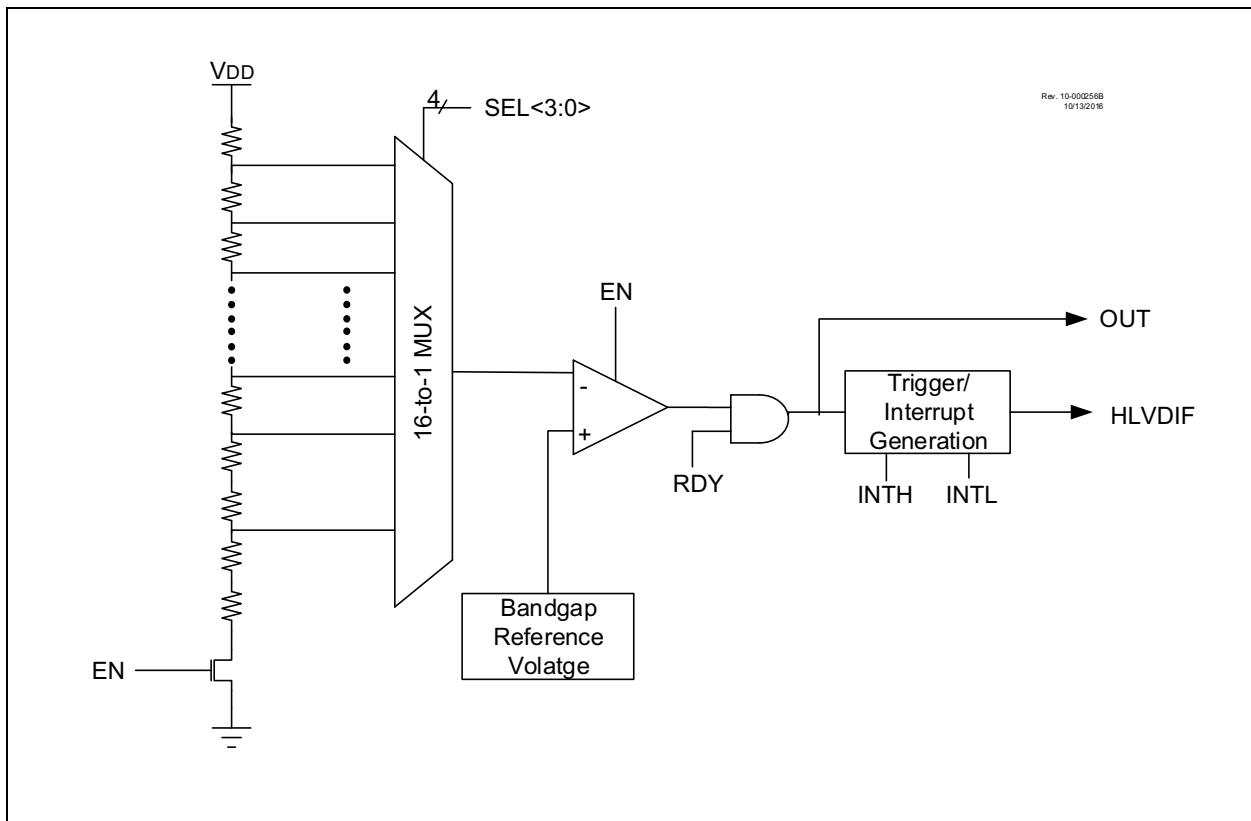 VDD
4
SEL<3:0>
Rev. 10-000256B
10/13/2016
16-to-1 MUX
EN
OUT
-
+
Trigger/
Interrupt
Generation
HLVDIF
RDY
INTH
INTL
Bandgap
Reference
Volatge
EN